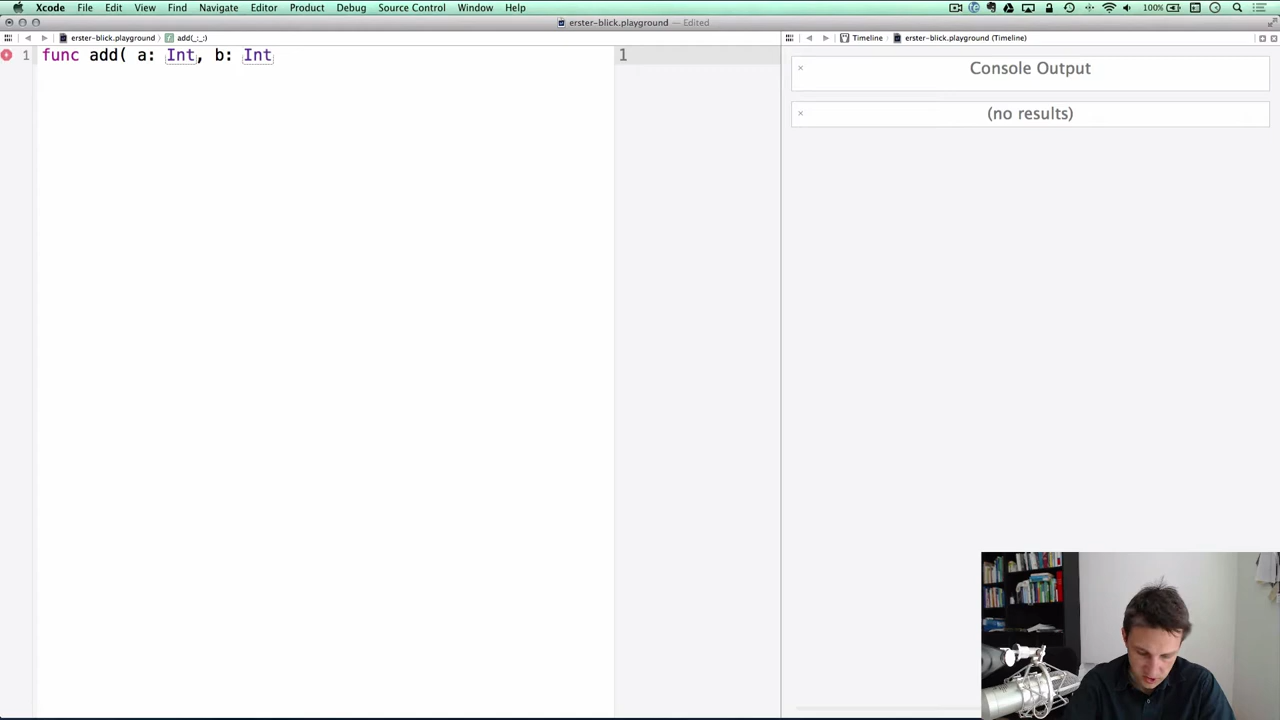 Xcode File Edit View Find Navigate Editor Product Debug Source Control Window Help 100%
erster-blick.playground — Edited
erster-blick.playground add(_:_:) Timeline erster-blick.playground (Timeline)
1 func add( a: Int, b: Int 1
Console Output
(no results)